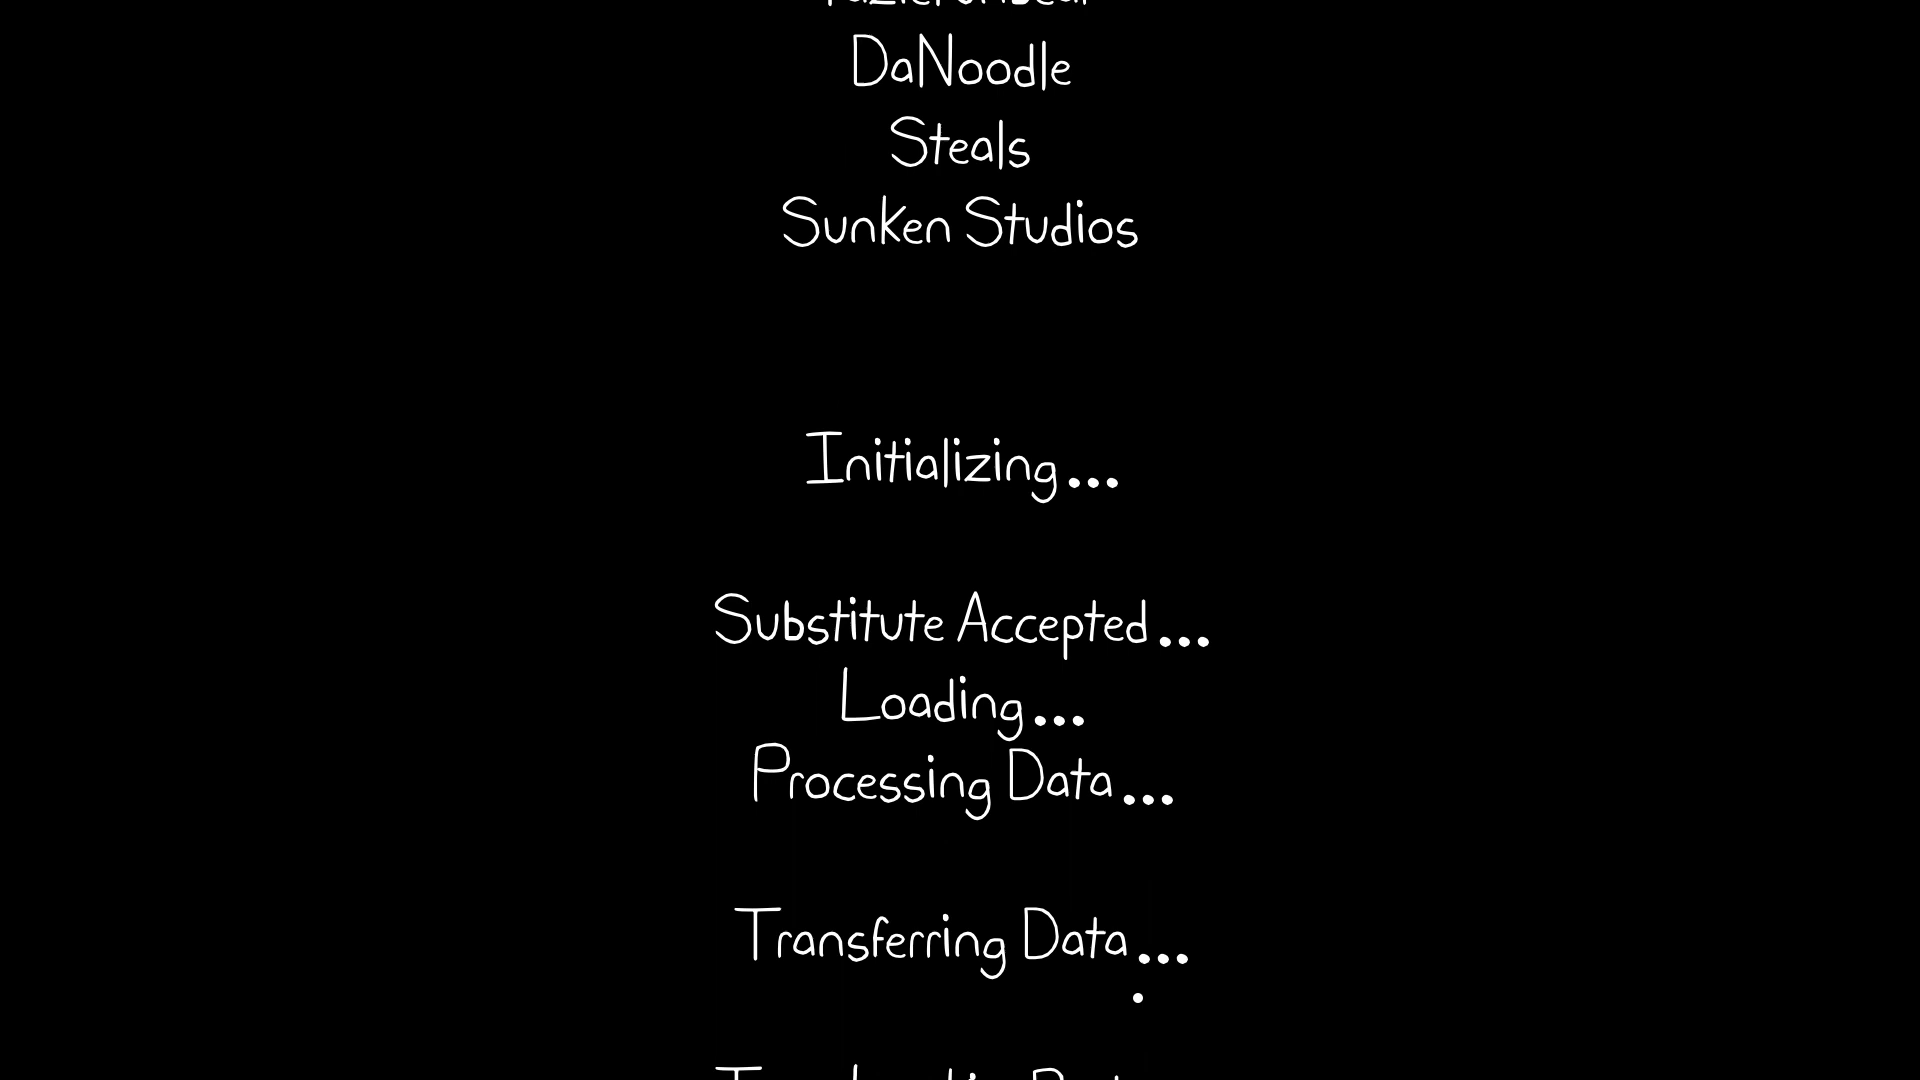 DaNoodle
Steals
Sunken Studios
Initializing...
Substitute Accepted...
Loading...
Processing Data...
Transferring Data...